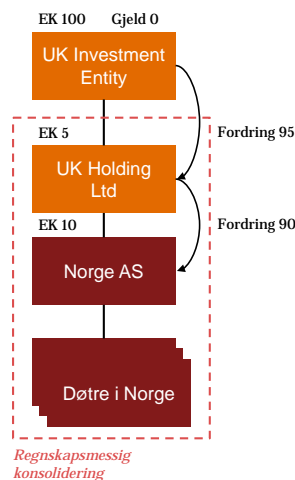 EK 100 Gjeld 0
UK Investment
Entity
Fordring 95
EK 5
UK Holding
Ltd
Fordring 90
EK 10
Norge AS
Døtre i Norge
Regnskapsmessig
konsolidering